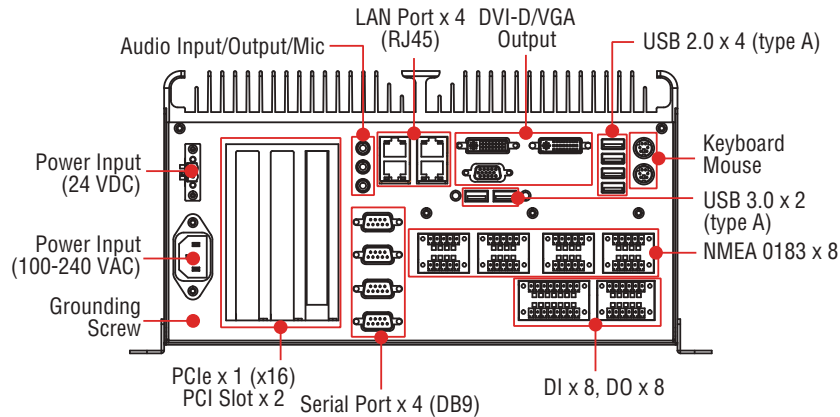 LAN Port x 4
(RJ45)
DVI-D/VGA
Output
Audio Input/Output/Mic
USB 2.0 x 4 (type A)
Power Input
(24 VDC)
Keyboard
Mouse
USB 3.0 x 2
(type A)
Power Input
(100-240 VAC)
NMEA 0183 x 8
Grounding
Screw
PCIe x 1 (x16)
PCI Slot x 2
Serial Port x 4 (DB9)
DI x 8, DO x 8